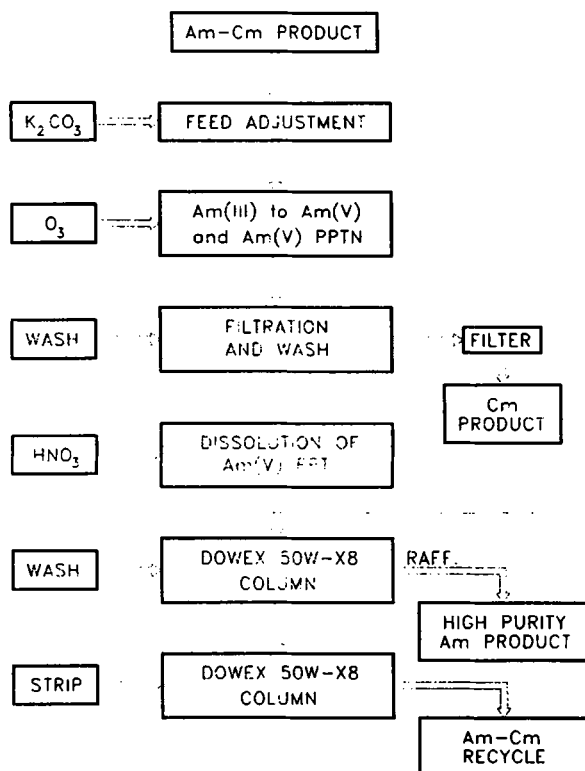 Am-Cm PRODUCT
K₂CO₃
FEED ADJUSTMENT
O₃
Am(III) to Am(V)
and Am(V) PPTN
WASH
FILTRATION
AND WASH
FILTER
Cm
PRODUCT
HNO₃
DISSOLUTION OF
Am(V) PPT
WASH
DOWEX 50W-X8
COLUMN
RAFF.
HIGH PURITY
Am PRODUCT
STRIP
DOWEX 50W-X8
COLUMN
Am-Cm
RECYCLE